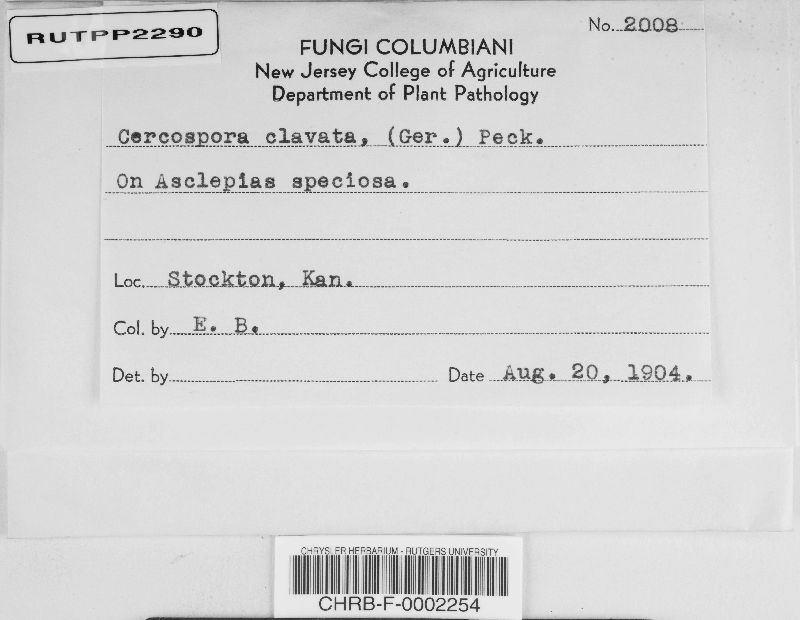 RUTPP2290
No. 2008
FUNGI COLUMBIANI
New Jersey College of Agriculture
Department of Plant Pathology
Cercospora clavata, (Ger.) Peck.
On Asclepias speciosa.
Loc. Stockton, Kan.
Col. by E. B.
Det. by
Date Aug. 20, 1904.
CHRYSLER HERBARIUM - RUTGERS UNIVERSITY
CHRB-F-0002254